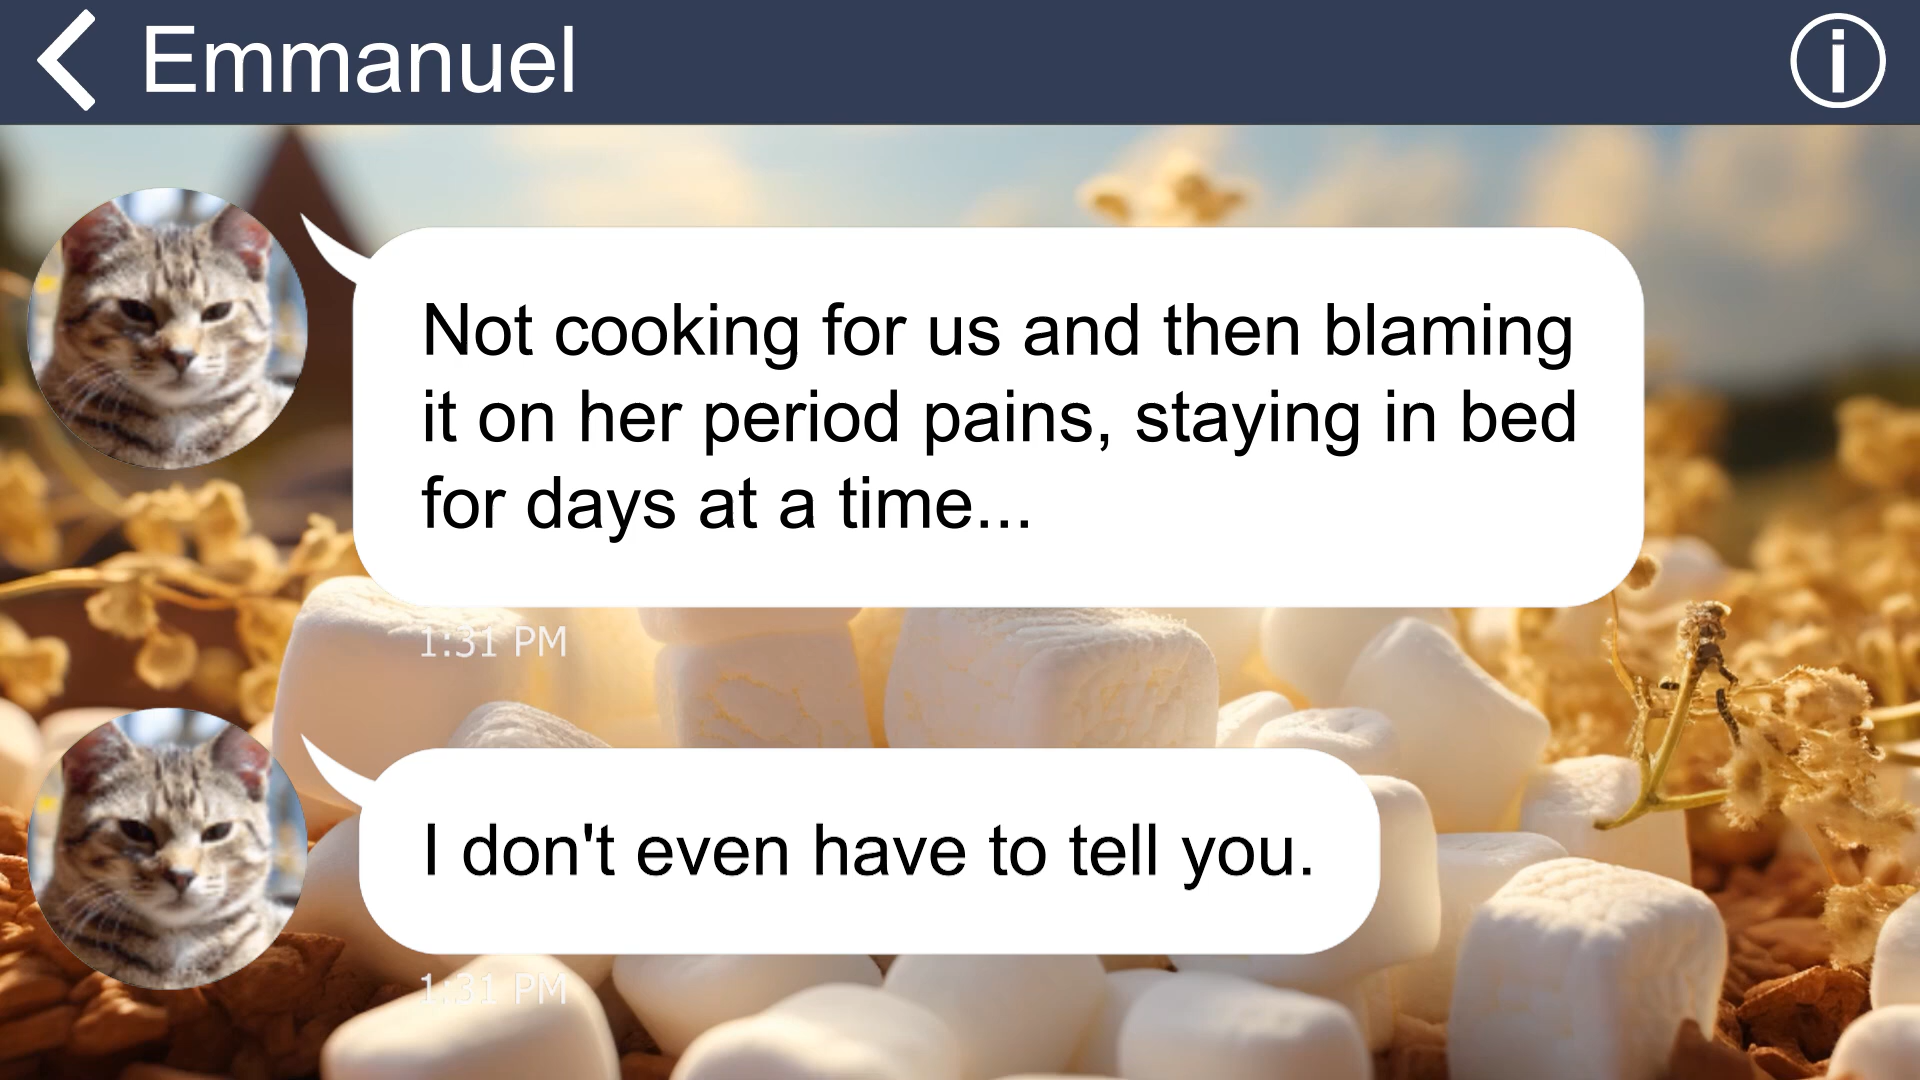 Emmanuel
Not cooking for us and then blaming
it on her period pains, staying in bed
for days at a time...
1:31 PM
I don't even have to tell you.
1:31 PM